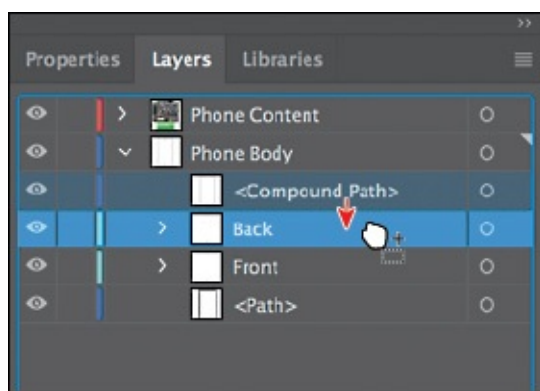 Properties Layers Libraries
Phone Content
Phone Body
<Compound Path>
Back
Front
<Path>